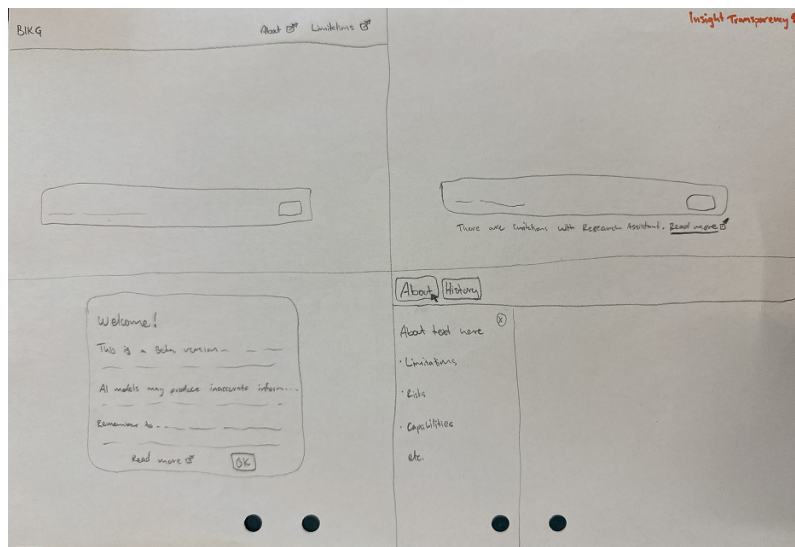 BIKG
About
Limitations
Insight Transparency
There are limitations with Research Assistant. Read more
Welcome!
This is a Beta version
AI models may produce inaccurate inform...
Remember to
Read more
OK
About
History
About text here
· Limitations
· Risks
· Capabilities
etc.